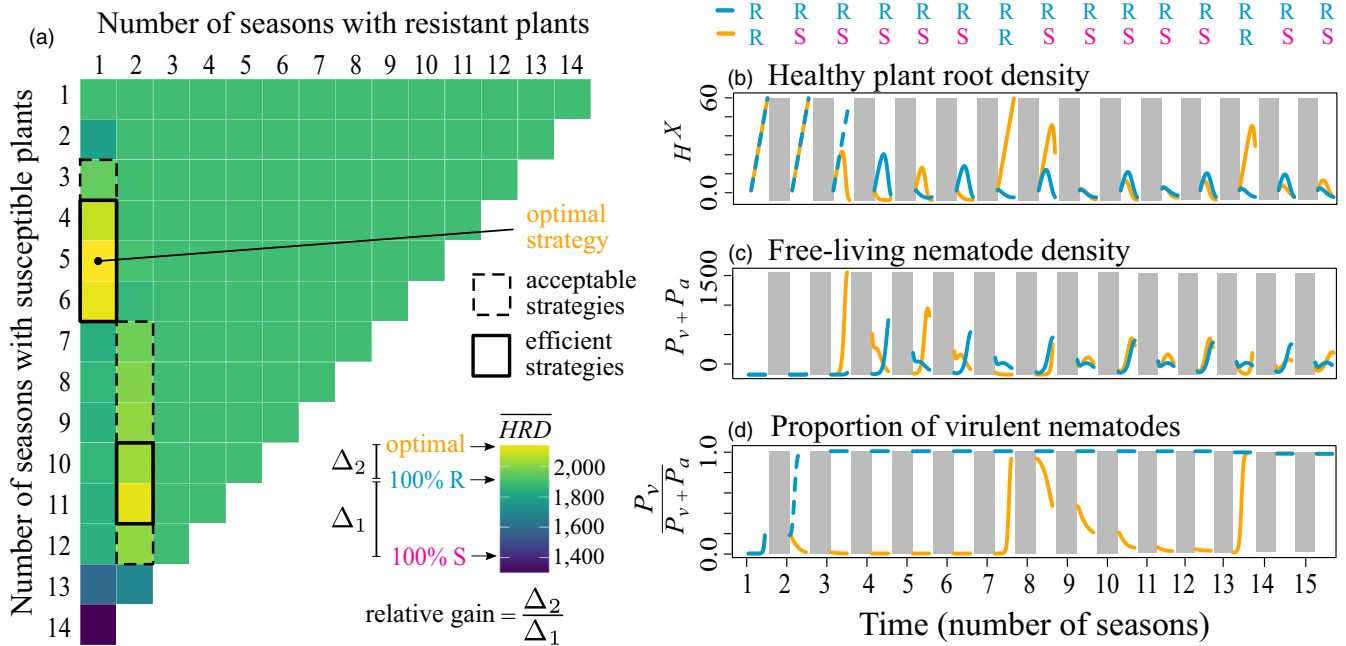 (a)
Number of seasons with resistant plants
1 2 3 4 5 6 7 8 9 10 11 12 13 14
Number of seasons with susceptible plants
1
2
3
4
5
6
7
8
9
10
11
12
13
14
optimal
strategy
acceptable
strategies
efficient
strategies
HRD
optimal
100% R
100% S
Δ2
Δ1
2,000
1,800
1,600
1,400
relative gain = Δ2/Δ1
R R R R R R R R R R R R R R R
R S S S S S R S S S S S R S S
(b) Healthy plant root density
H^X
60
0.0
(c) Free-living nematode density
P_v + P_a
1500
0
(d) Proportion of virulent nematodes
P_v / P_v + P_a
1.0
0.0
1 2 3 4 5 6 7 8 9 10 11 12 13 14 15
Time (number of seasons)